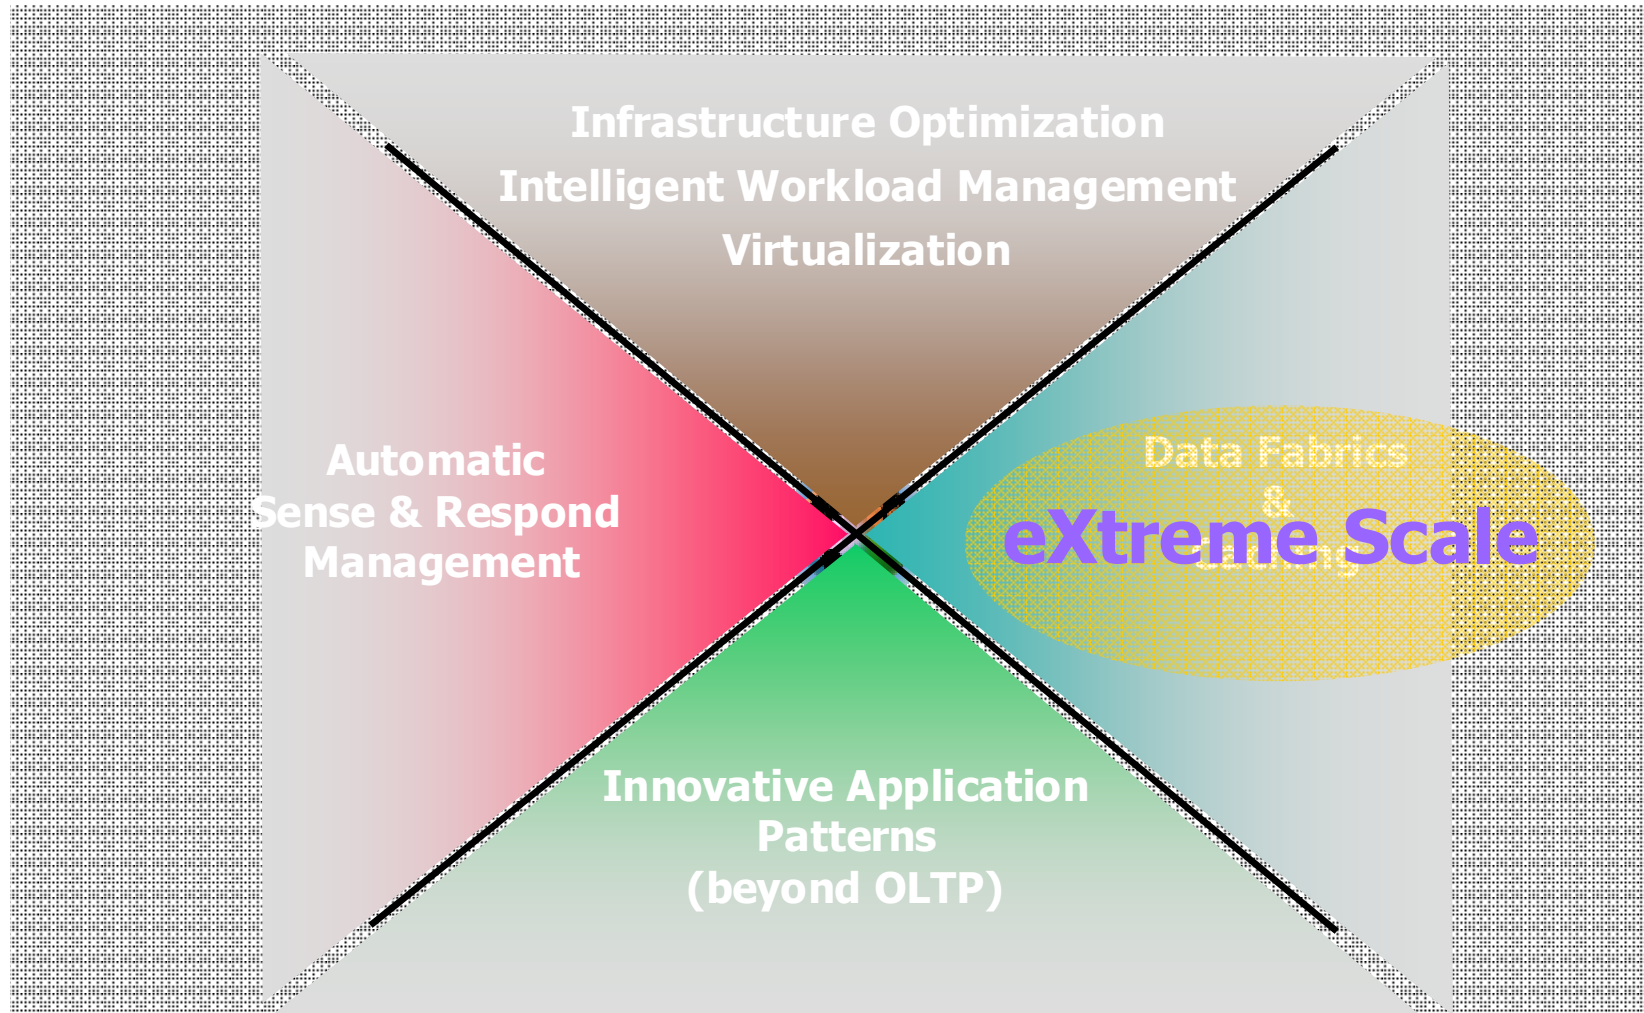 Infrastructure Optimization
Intelligent Workload Management
Virtualization
Automatic
Sense & Respond
Management
Data Fabrics
&
Caching
eXtreme Scale
Innovative Application
Patterns
(beyond OLTP)